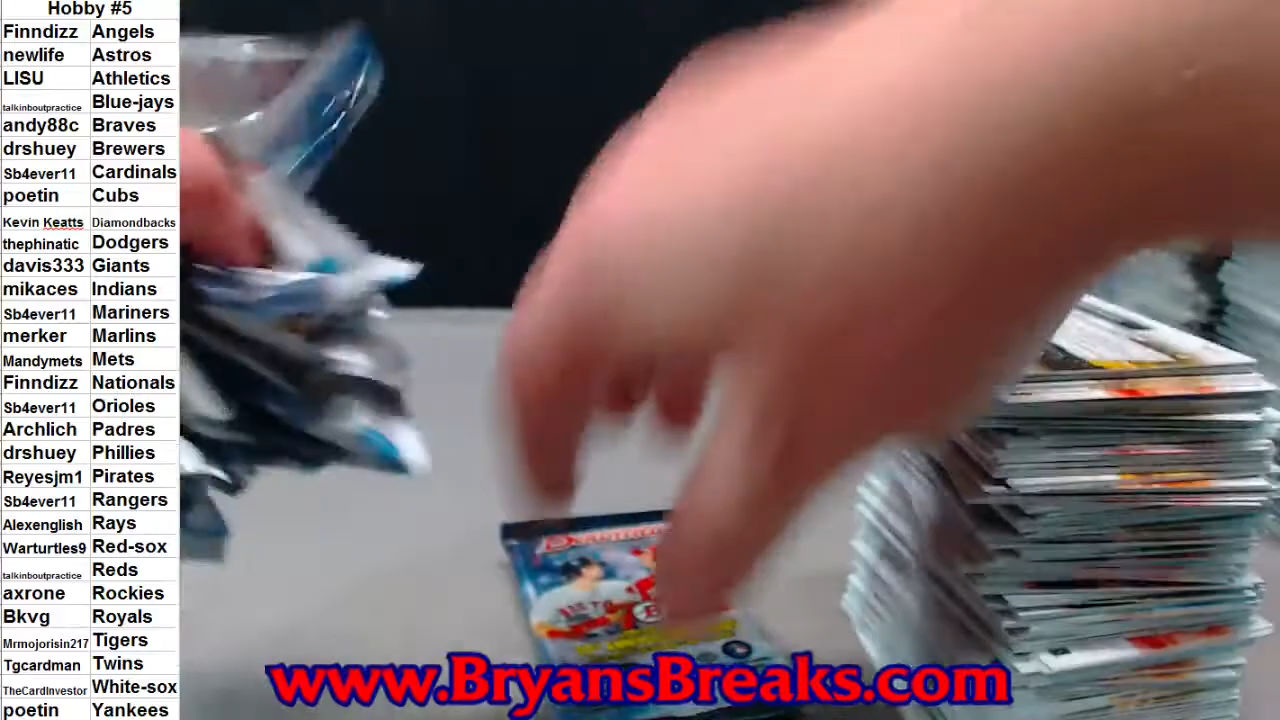 Hobby #5
Finndizz Angels
newlife Astros
LISU Athletics
talkinboutpractice Blue-jays
andy88c Braves
drshuey Brewers
Sb4ever11 Cardinals
poetin Cubs
Kevin Keatts Diamondbacks
thephinatic Dodgers
davis333 Giants
mikaces Indians
Sb4ever11 Mariners
merker Marlins
Mandymets Mets
Finndizz Nationals
Sb4ever11 Orioles
Archlich Padres
drshuey Phillies
Reyesjm1 Pirates
Sb4ever11 Rangers
Alexenglish Rays
Warturtles9 Red-sox
talkinboutpractice Reds
axrone Rockies
Bkvg Royals
Mrmojorisin217 Tigers
Tgcardman Twins
TheCardInvestor White-sox
poetin Yankees
www.BryansBreaks.com